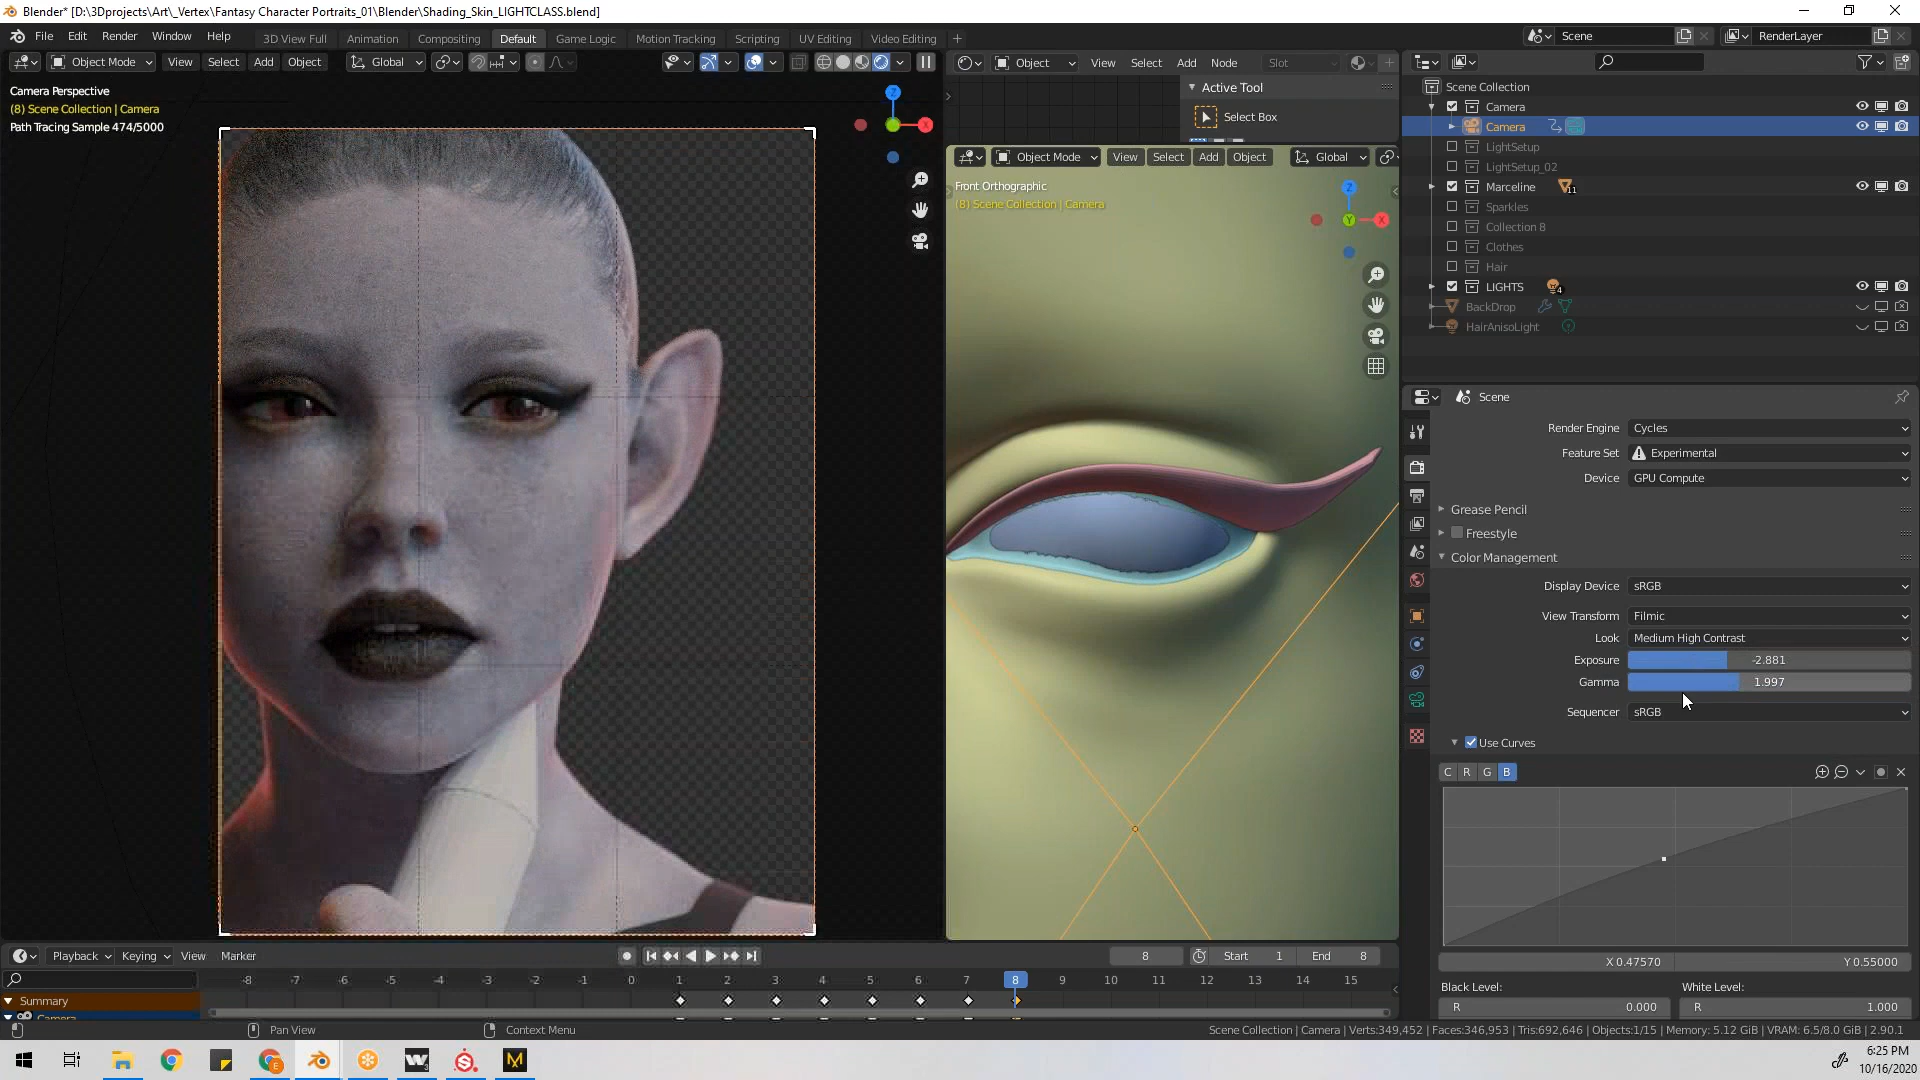 Blender* [D:\3Dprojects\Art\_Vertex\Fantasy Character Portraits_01\Blender\Shading_Skin_LIGHTCLASS.blend]
File Edit Render Window Help 3D View Full Animation Compositing Default Game Logic Motion Tracking Scripting UV Editing Video Editing + Scene RenderLayer
Object Mode View Select Add Object Global Object View Select Add Node Slot
Camera Perspective
(8) Scene Collection | Camera
Path Tracing Sample 474/5000
Z
X
Active Tool
Select Box
Object Mode View Select Add Object Global
Front Orthographic
(8) Scene Collection | Camera
Z
Y
X
Scene Collection
Camera
Camera
LightSetup
LightSetup_02
Marceline 11
Sparkles
Collection 8
Clothes
Hair
LIGHTS 4
BackDrop
HairAnisoLight
Scene
Render Engine Cycles
Feature Set Experimental
Device GPU Compute
Grease Pencil
Freestyle
Color Management
Display Device sRGB
View Transform Filmic
Look Medium High Contrast
Exposure -2.881
Gamma 1.997
Sequencer sRGB
Use Curves
C R G B
X 0.47570 Y 0.55000
Black Level: White Level:
R 0.000 R 1.000
Playback Keying View Marker 8 Start 1 End 8
-8 -7 -6 -5 -4 -3 -2 -1 0 1 2 3 4 5 6 7 8 9 10 11 12 13 14 15
Summary
Camera
Pan View Context Menu Scene Collection | Camera | Verts:349,452 | Faces:346,953 | Tris:692,646 | Objects:1/15 | Memory: 5.12 GiB | VRAM: 6.5/8.0 GiB | 2.90.1
6:25 PM
10/16/2020